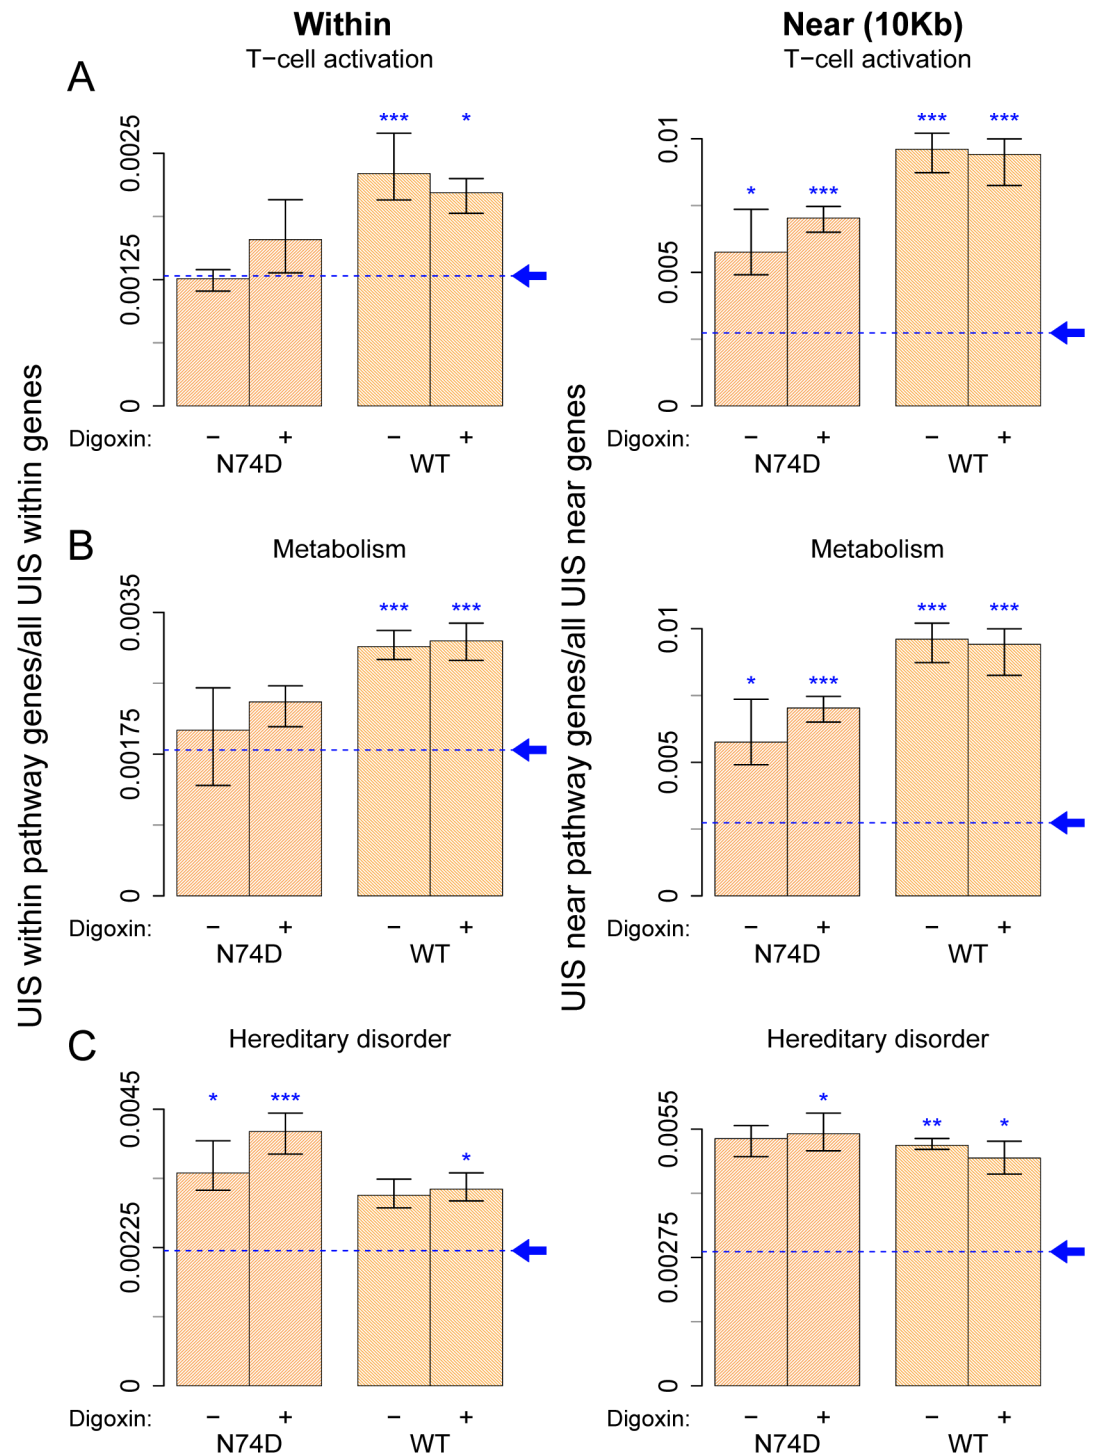 Within
Near (10Kb)
A
T−cell activation
T−cell activation
UIS within pathway genes/all UIS within genes
0
0.00125
0.0025
*** *
Digoxin: − + − +
N74D WT
UIS near pathway genes/all UIS near genes
0
0.005
0.01
* *** *** ***
Digoxin: − + − +
N74D WT
B
Metabolism
0
0.00175
0.0035
*** ***
Digoxin: − + − +
N74D WT
Metabolism
0
0.005
0.01
* *** *** ***
Digoxin: − + − +
N74D WT
C
Hereditary disorder
0
0.00225
0.0045
* *** *
Digoxin: − + − +
N74D WT
Hereditary disorder
0
0.00275
0.0055
* ** *
Digoxin: − + − +
N74D WT